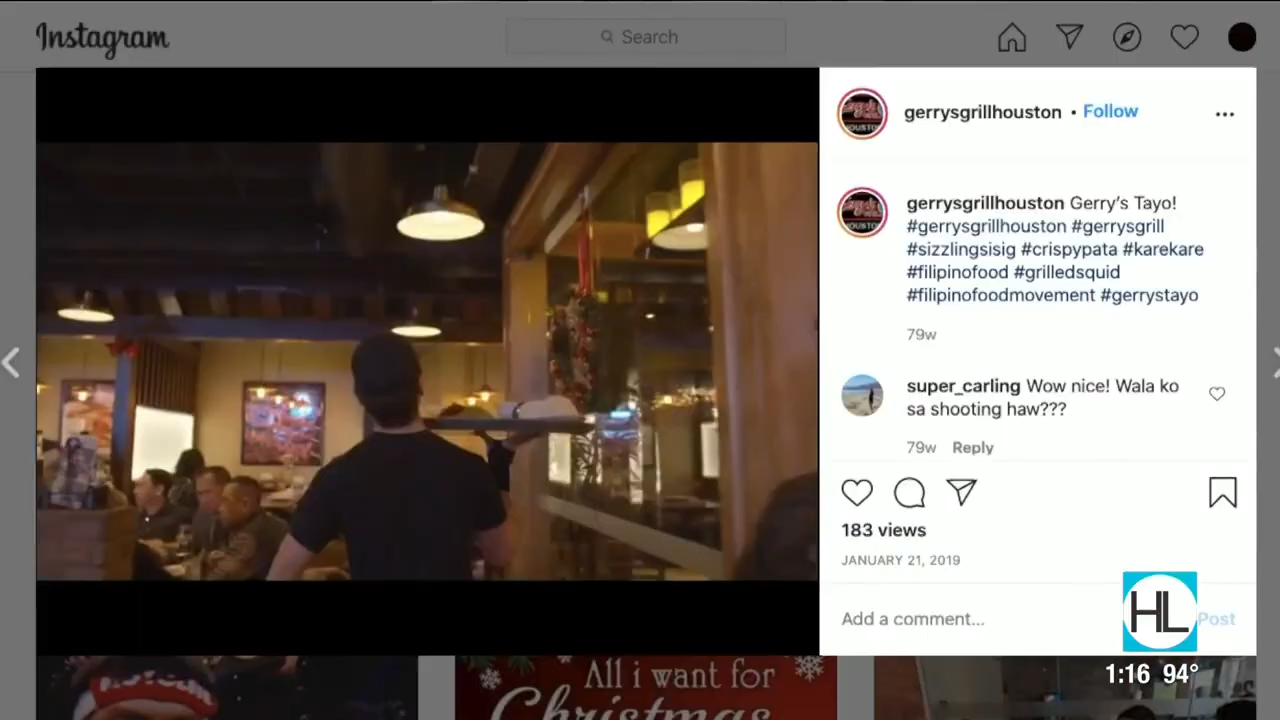 Instagram
Search
gerrysgrillhouston • Follow
gerrysgrillhouston Gerry's Tayo!
#gerrysgrillhouston #gerrysgrill
#sizzlingsisig #crispypata #karekare
#filipinofood #grilledsquid
#filipinofoodmovement #gerrystayo
79w
super_carling Wow nice! Wala ko
sa shooting haw???
79w Reply
183 views
JANUARY 21, 2019
Add a comment...
Post
HL
1:16 94°
All i want for
Christmas